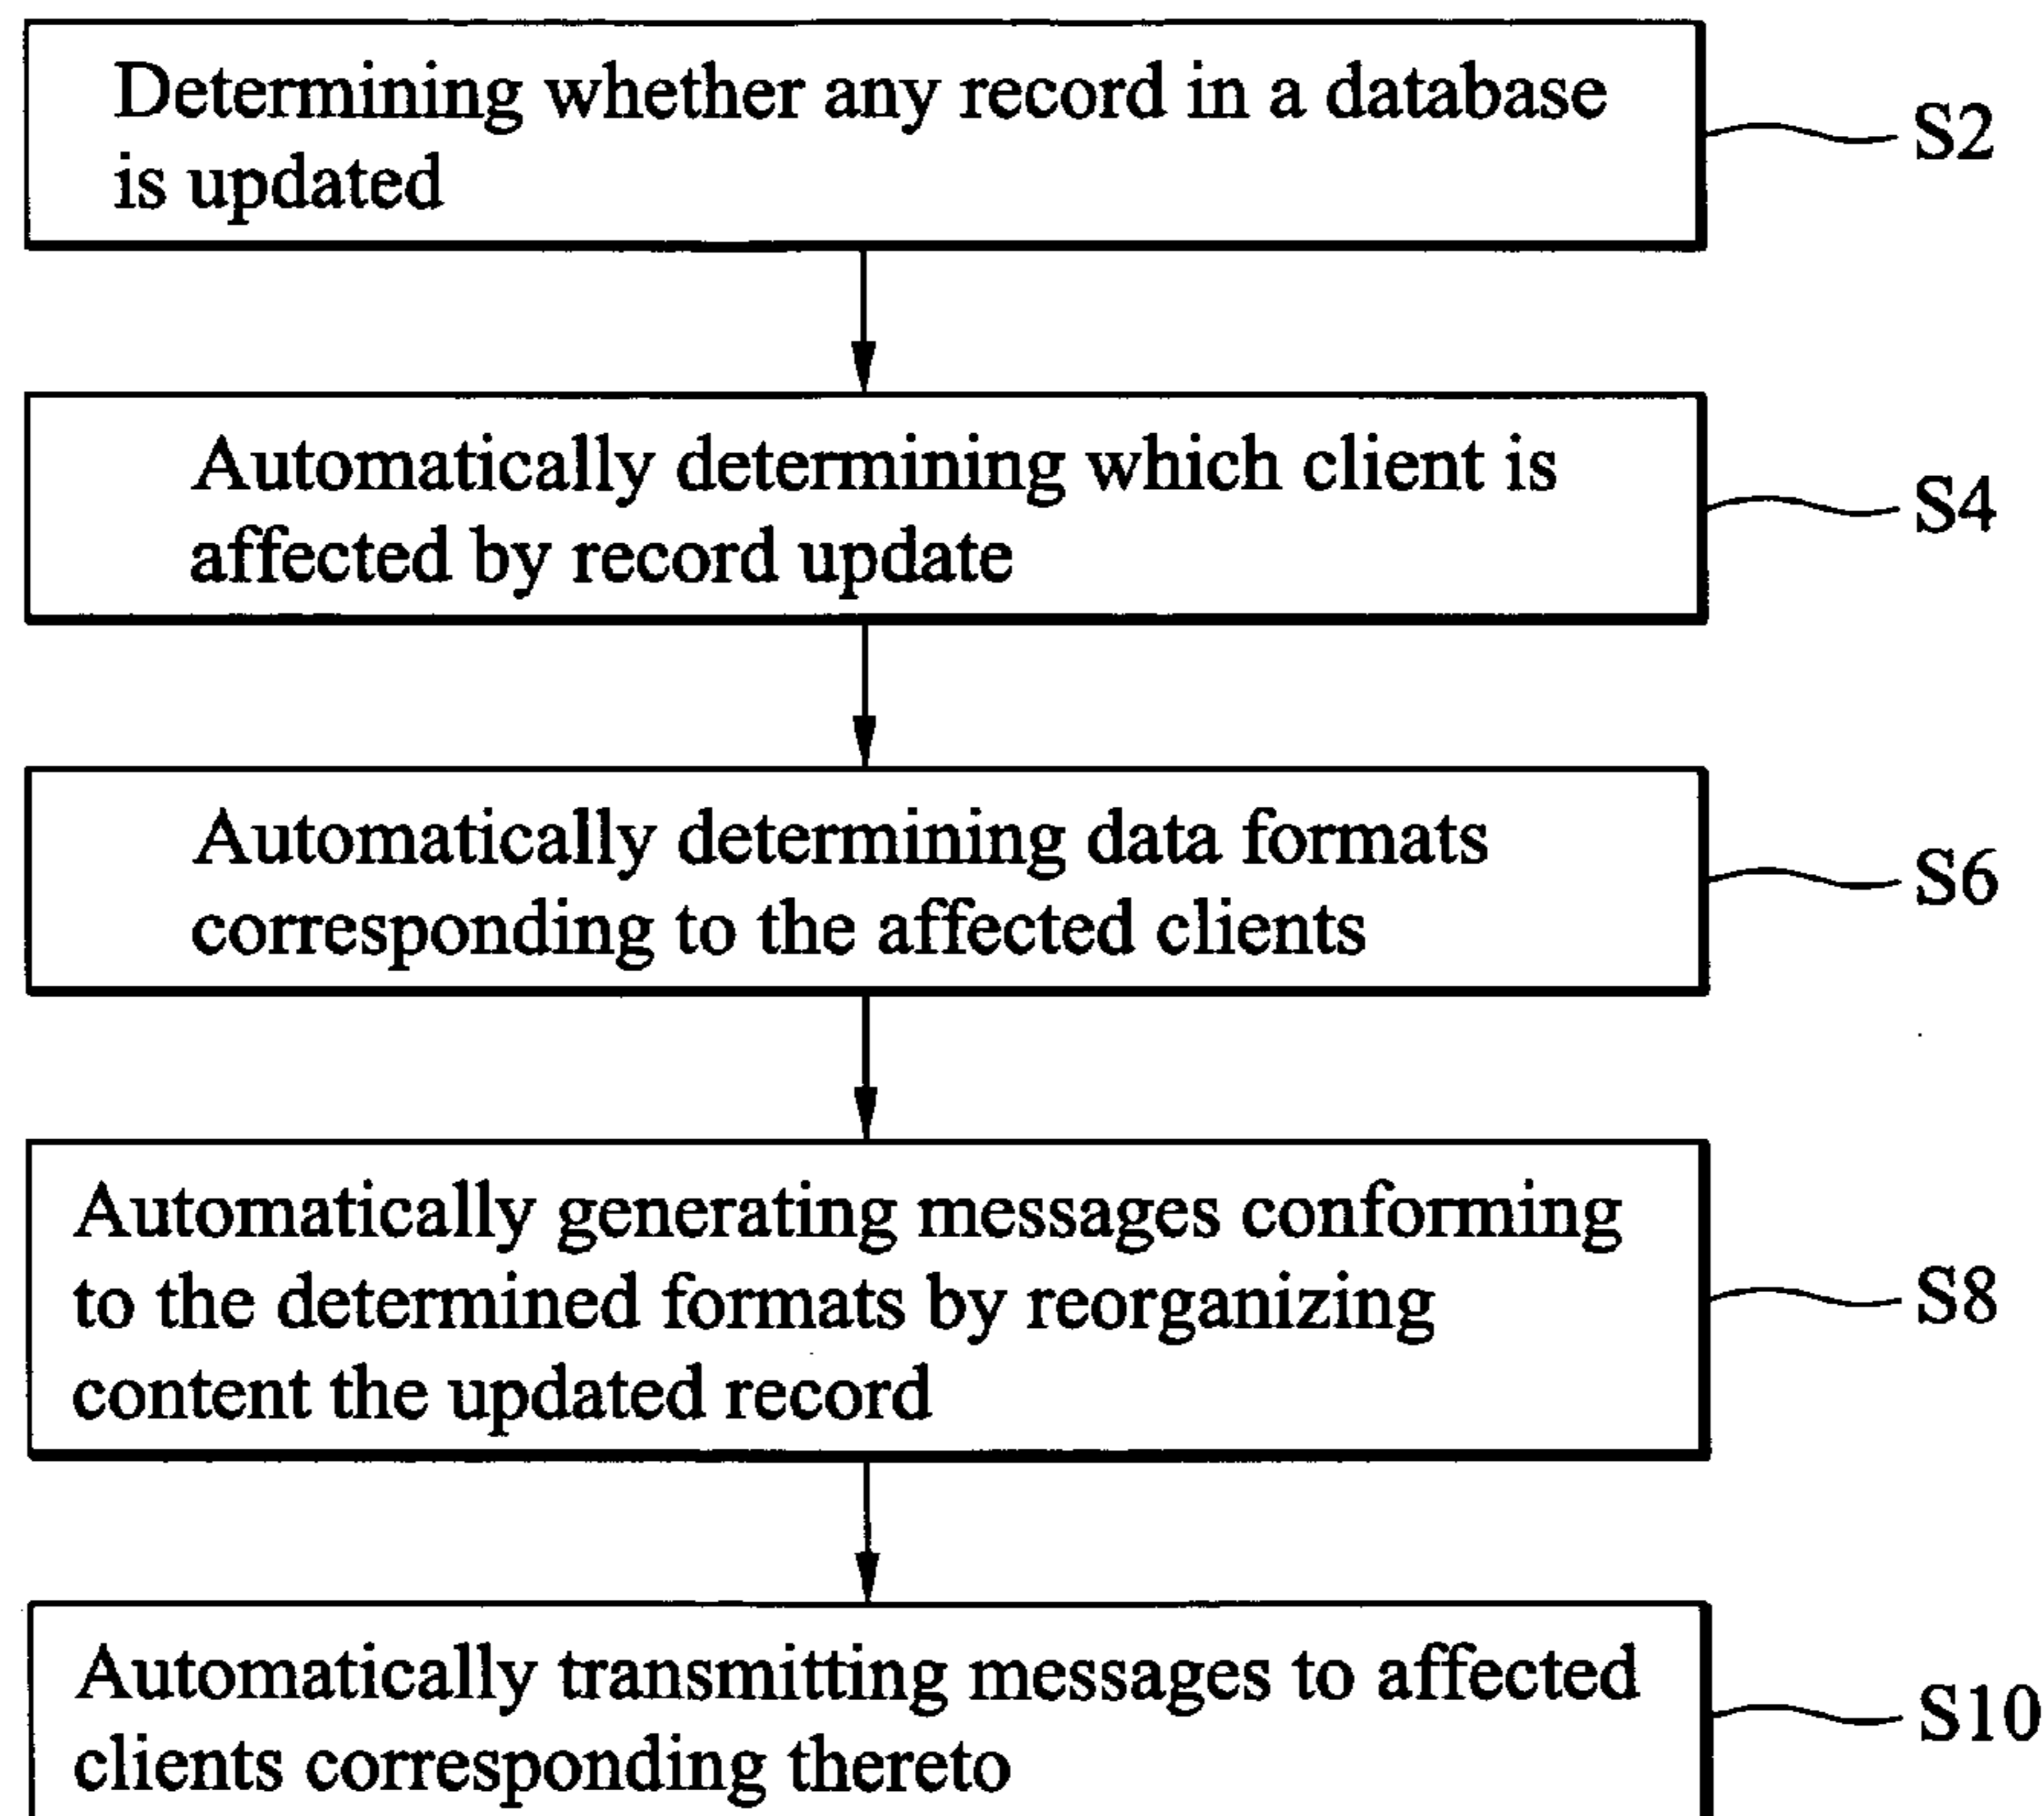 Determining whether any record in a database
is updated
S2
Automatically determining which client is
affected by record update
S4
Automatically determining data formats
corresponding to the affected clients
S6
Automatically generating messages conforming
to the determined formats by reorganizing
content the updated record
S8
Automatically transmitting messages to affected
clients corresponding thereto
S10